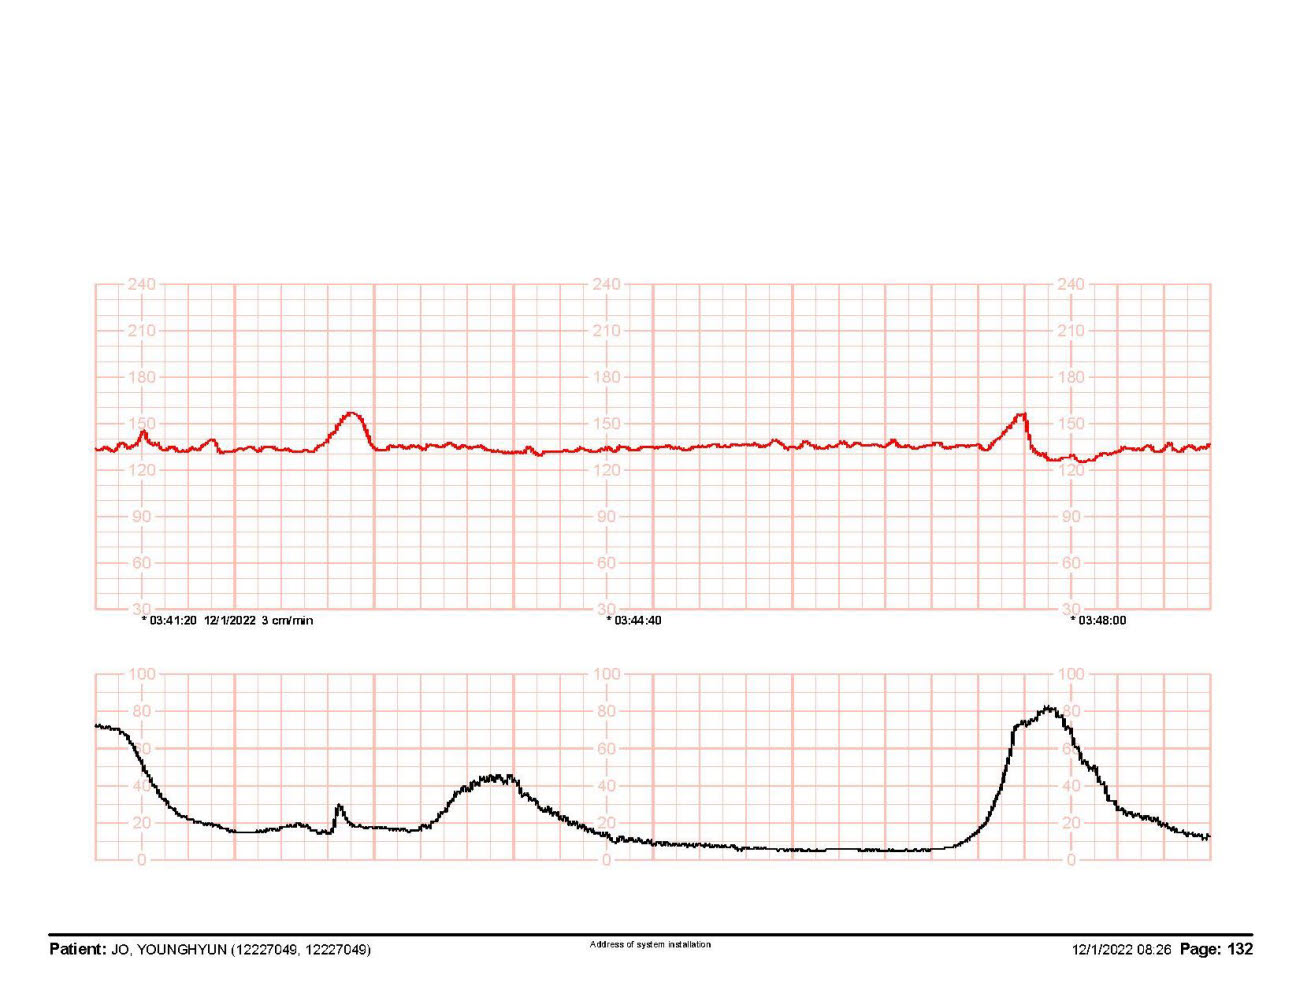 240 240 240
210 210 210
180 180 180
150 150 150
120 120 120
90 90 90
60 60 60
30 30 30
* 03:41:20 12/1/2022 3 cm/min * 03:44:40 * 03:48:00
100 100 100
80 80 80
60 60 60
40 40 40
20 20 20
0 0 0
Patient: JO, YOUNGHYUN (12227049, 12227049) Address of system installation 12/1/2022 08:26 Page: 132